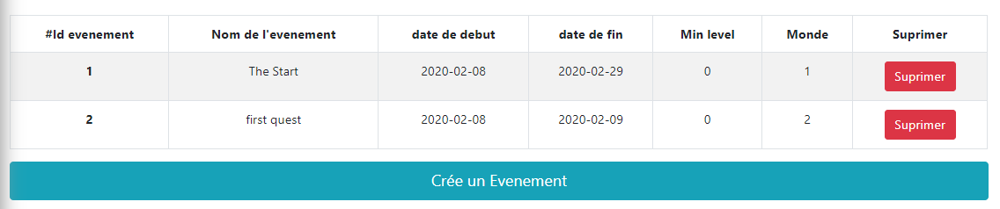 #Id evenement Nom de l'evenement date de debut date de fin Min level Monde Suprimer
1 The Start 2020-02-08 2020-02-29 0 1 Suprimer
2 first quest 2020-02-08 2020-02-09 0 2 Suprimer
Crée un Evenement